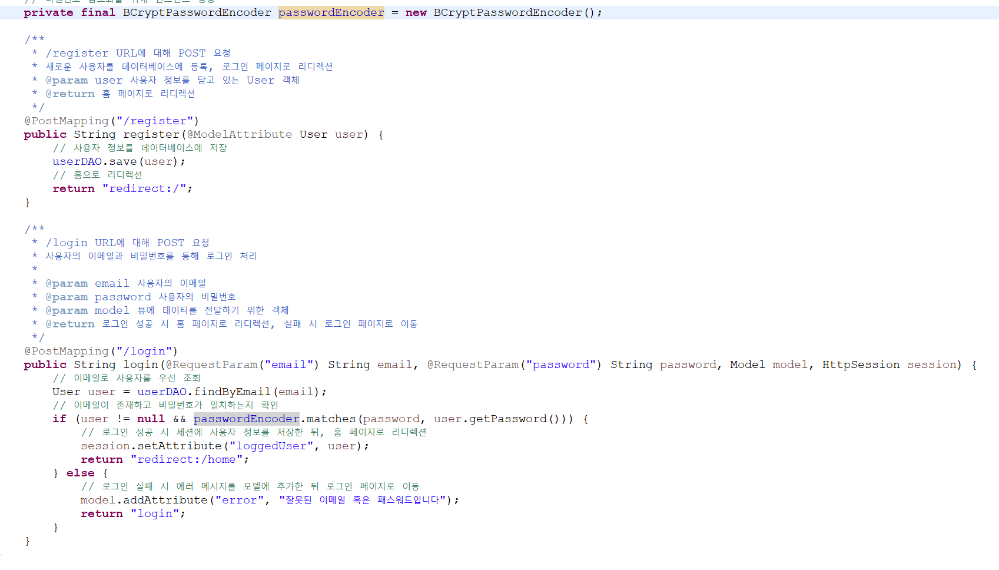 private final BCryptPasswordEncoder passwordEncoder = new BCryptPasswordEncoder();
/**
* /register URL에 대해 POST 요청
* 새로운 사용자를 데이터베이스에 등록, 로그인 페이지로 리디렉션
* @param user 사용자 정보를 담고 있는 User 객체
* @return 홈 페이지로 리디렉션
*/
@PostMapping("/register")
public String register(@ModelAttribute User user) {
// 사용자 정보를 데이터베이스에 저장
userDAO.save(user);
// 홈으로 리디렉션
return "redirect:/";
}
/**
* /login URL에 대해 POST 요청
* 사용자의 이메일과 비밀번호를 통해 로그인 처리
*
* @param email 사용자의 이메일
* @param password 사용자의 비밀번호
* @param model 뷰에 데이터를 전달하기 위한 객체
* @return 로그인 성공 시 홈 페이지로 리디렉션, 실패 시 로그인 페이지로 이동
*/
@PostMapping("/login")
public String login(@RequestParam("email") String email, @RequestParam("password") String password, Model model, HttpSession session) {
// 이메일로 사용자를 우선 조회
User user = userDAO.findByEmail(email);
// 이메일이 존재하고 비밀번호가 일치하는지 확인
if (user != null && passwordEncoder.matches(password, user.getPassword())) {
// 로그인 성공 시 세션에 사용자 정보를 저장한 뒤, 홈 페이지로 리디렉션
session.setAttribute("loggedUser", user);
return "redirect:/home";
} else {
// 로그인 실패 시 에러 메시지를 모델에 추가한 뒤 로그인 페이지로 이동
model.addAttribute("error", "잘못된 이메일 혹은 패스워드입니다");
return "login";
}
}